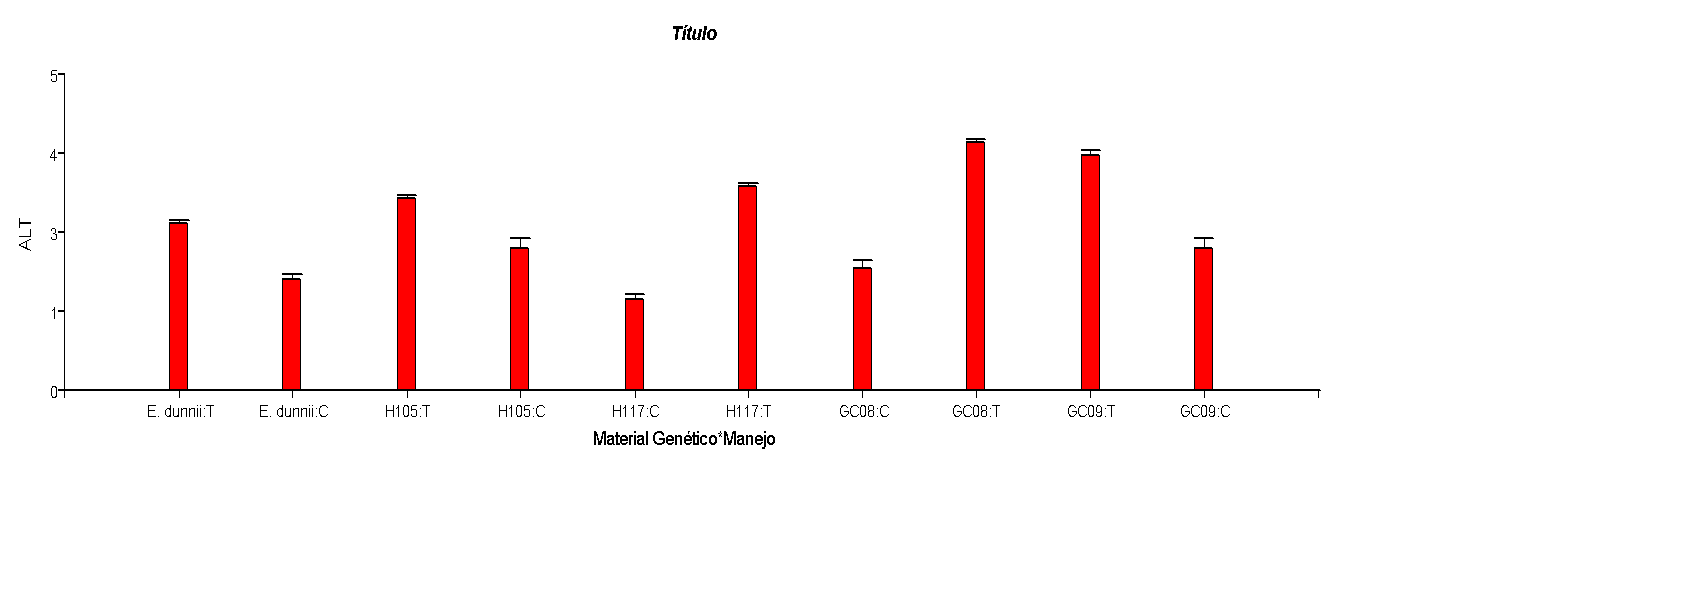 Título
5
4
3
1
0
ALT
E. dunnii:T E. dunnii:C H105:T H105:C H117:C H117:T GC08:C GC08:T GC09:T GC09:C
Material Genético*Manejo